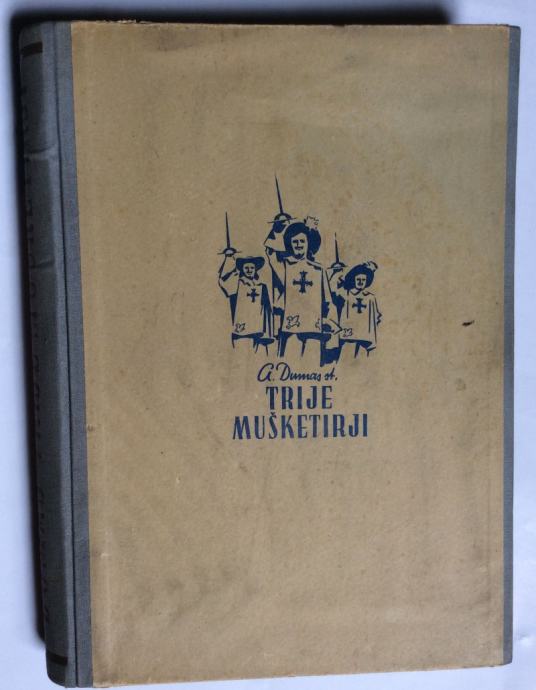 A. Dumas st.
TRIJE
MUŠKETIRJI